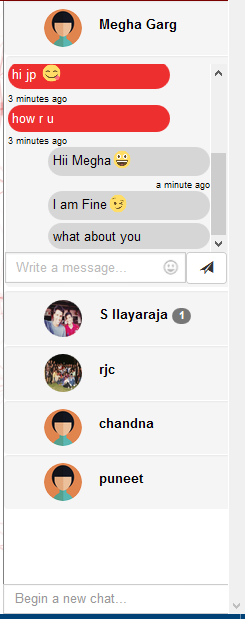 Megha Garg
hi jp
3 minutes ago
how r u
3 minutes ago
Hii Megha
a minute ago
I am Fine
what about you
Write a message...
S Ilayaraja 1
rjc
chandna
puneet
Begin a new chat...